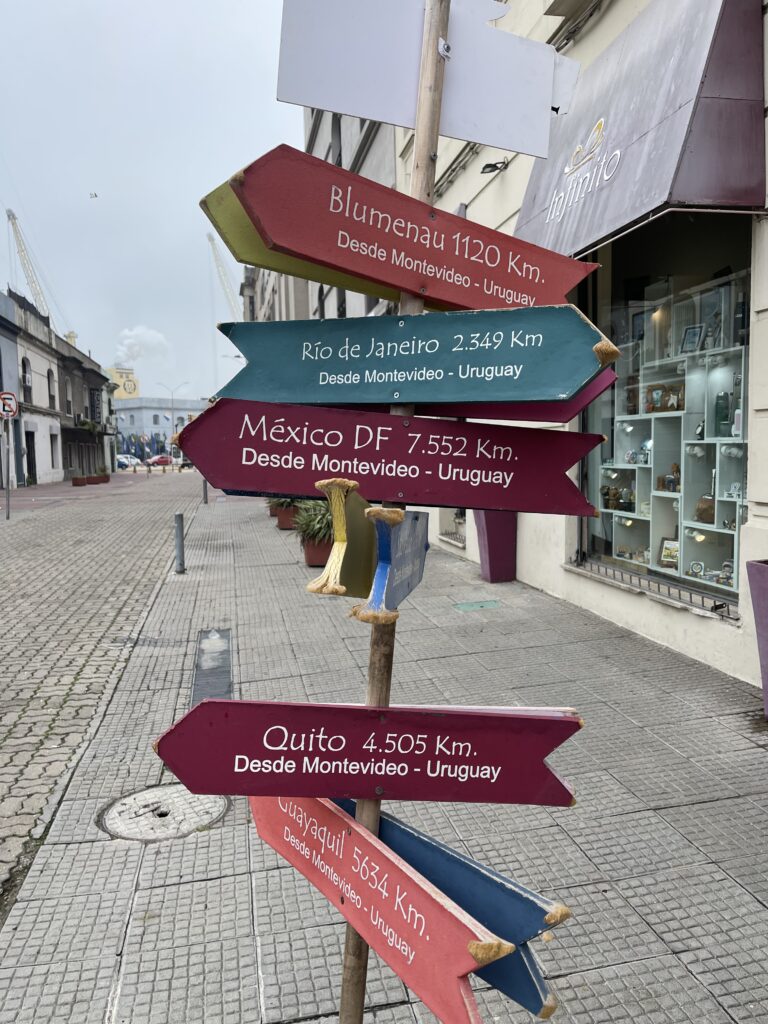 Infinito
Blumenau 1120 Km.
Desde Montevideo - Uruguay
Río de Janeiro 2.349 Km
Desde Montevideo - Uruguay
México DF 7.552 Km.
Desde Montevideo - Uruguay
Quito 4.505 Km.
Desde Montevideo - Uruguay
Guayaquil 5634 Km.
Desde Montevideo - Uruguay